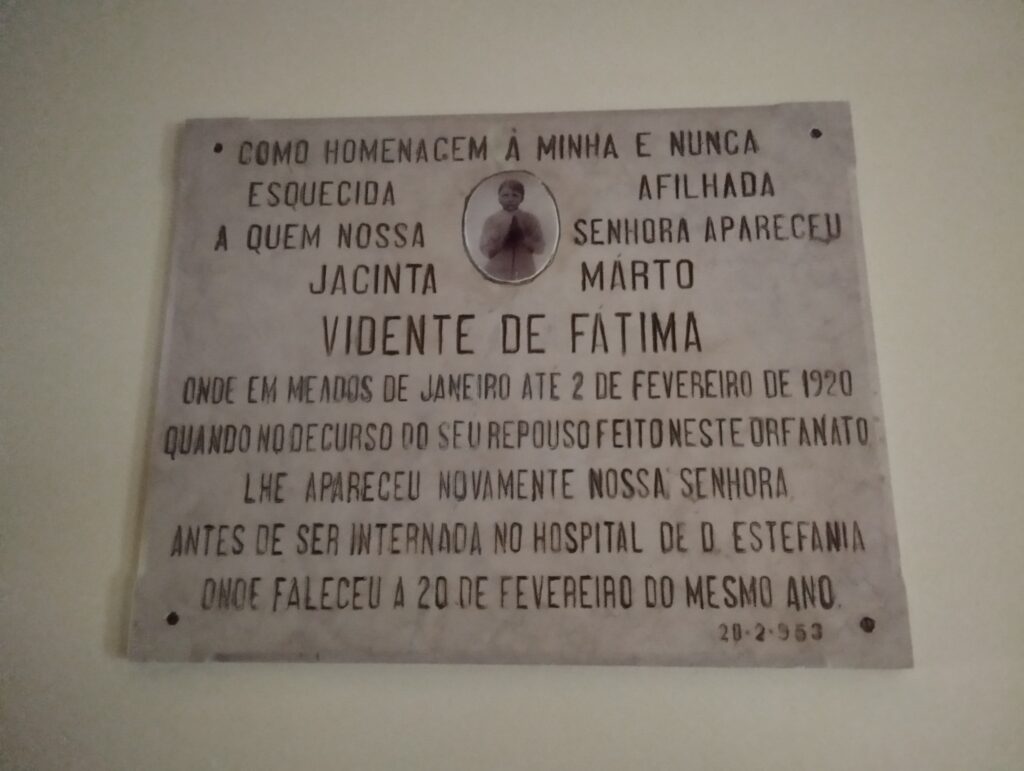 COMO HOMENAGEM À MINHA E NUNCA
ESQUECIDA AFILHADA
A QUEM NOSSA SENHORA APARECEU
JACINTA MÁRTO
VIDENTE DE FÁTIMA
ONDE EM MEADOS DE JANEIRO ATÉ 2 DE FEVEREIRO DE 1920
QUANDO NO DECURSO DO SEU REPOUSO FEITO NESTE ORFANATO
LHE APARECEU NOVAMENTE NOSSA SENHORA
ANTES DE SER INTERNADA NO HOSPITAL DE D. ESTEFANIA
ONDE FALECEU A 20 DE FEVEREIRO DO MESMO ANO.
20-2-953